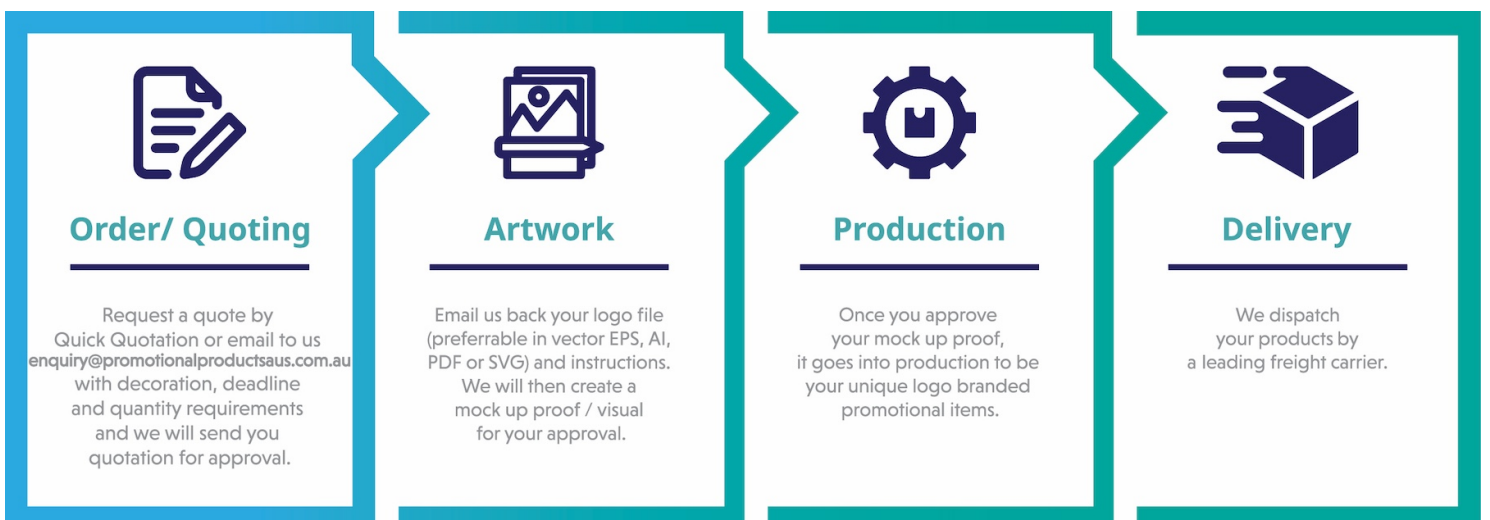 Order/ Quoting
Request a quote by
Quick Quotation or email to us
enquiry@promotionalproductsaus.com.au
with decoration, deadline
and quantity requirements
and we will send you
quotation for approval.
Artwork
Email us back your logo file
(preferrable in vector EPS, AI,
PDF or SVG) and instructions.
We will then create a
mock up proof / visual
for your approval.
Production
Once you approve
your mock up proof,
it goes into production to be
your unique logo branded
promotional items.
Delivery
We dispatch
your products by
a leading freight carrier.